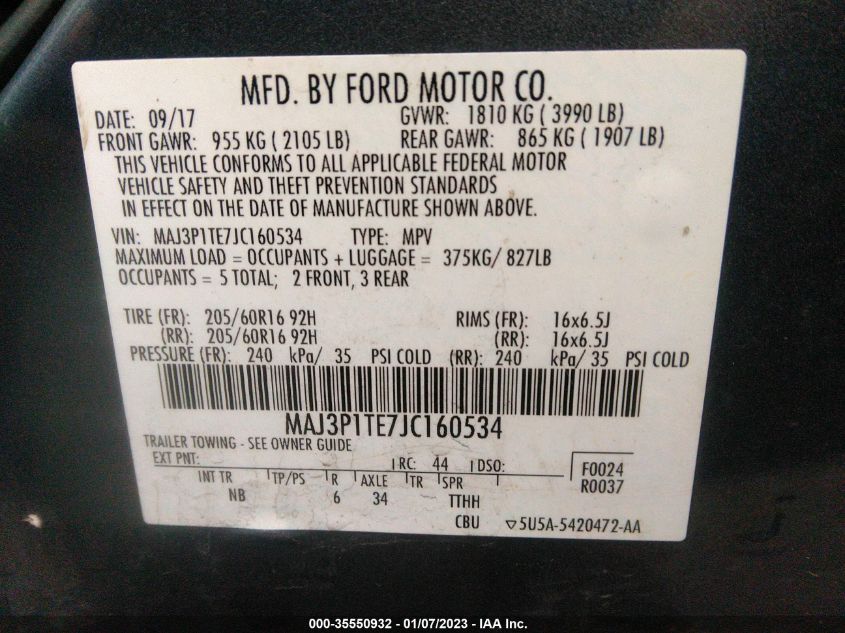 MFD. BY FORD MOTOR CO.
DATE: 09/17 GVWR: 1810 KG ( 3990 LB)
FRONT GAWR: 955 KG ( 2105 LB) REAR GAWR: 865 KG ( 1907 LB)
THIS VEHICLE CONFORMS TO ALL APPLICABLE FEDERAL MOTOR
VEHICLE SAFETY AND THEFT PREVENTION STANDARDS
IN EFFECT ON THE DATE OF MANUFACTURE SHOWN ABOVE.
VIN: MAJ3P1TE7JC160534 TYPE: MPV
MAXIMUM LOAD = OCCUPANTS + LUGGAGE = 375KG/ 827LB
OCCUPANTS = 5 TOTAL; 2 FRONT, 3 REAR
TIRE (FR): 205/60R16 92H RIMS (FR): 16x6.5J
(RR): 205/60R16 92H (RR): 16x6.5J
PRESSURE (FR): 240 kPa/ 35 PSI COLD (RR): 240 kPa/ 35 PSI COLD
MAJ3P1TE7JC160534
TRAILER TOWING - SEE OWNER GUIDE
EXT PNT: RC: 44 DSO: F0024
INT TR TP/PS R AXLE TR SPR R0037
NB 6 34 TTHH
CBU ▽5U5A-5420472-AA
000-35550932 - 01/07/2023 - IAA Inc.